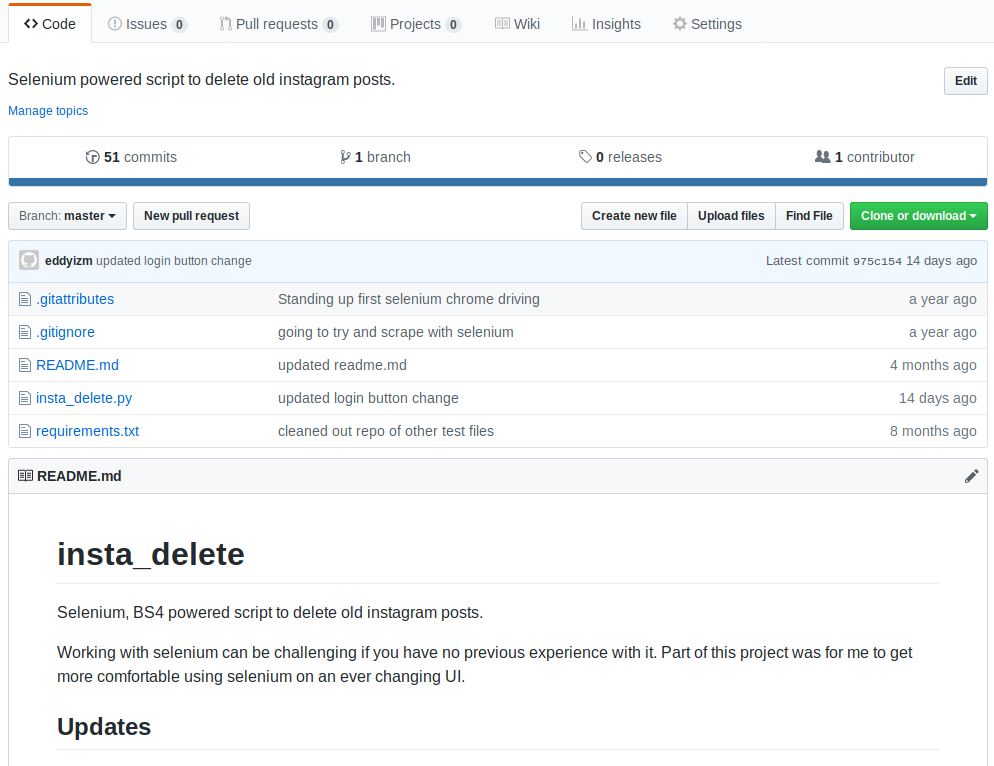 Code Issues 0 Pull requests 0 Projects 0 Wiki Insights Settings
Selenium powered script to delete old instagram posts. Edit
Manage topics
51 commits 1 branch 0 releases 1 contributor
Branch: master New pull request Create new file Upload files Find File Clone or download
eddyizm updated login button change Latest commit 975c154 14 days ago
.gitattributes Standing up first selenium chrome driving a year ago
.gitignore going to try and scrape with selenium a year ago
README.md updated readme.md 4 months ago
insta_delete.py updated login button change 14 days ago
requirements.txt cleaned out repo of other test files 8 months ago
README.md
insta_delete
Selenium, BS4 powered script to delete old instagram posts.
Working with selenium can be challenging if you have no previous experience with it. Part of this project was for me to get
more comfortable using selenium on an ever changing UI.
Updates